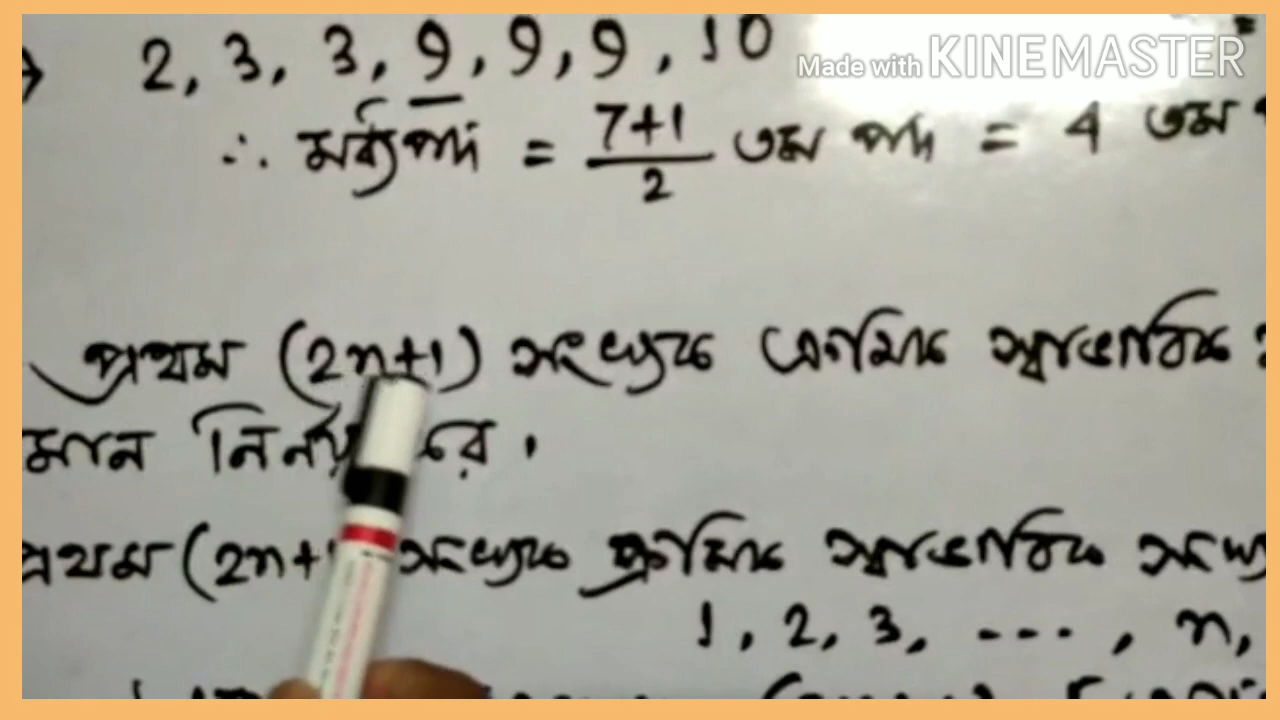 2, 3, 3, 9, 9, 9, 10
Made with KINEMASTER
∴ মধ্যপদ = 7+1/2 তম পদ = 4 তম
প্রথম (2n+1) সংখ্যক ক্রমিক স্বাভাবিক
মান নির্নয় করে।
প্রথম (2n+1 সংখ্যক ক্রমিক স্বাভাবিক
1, 2, 3, ----, n,